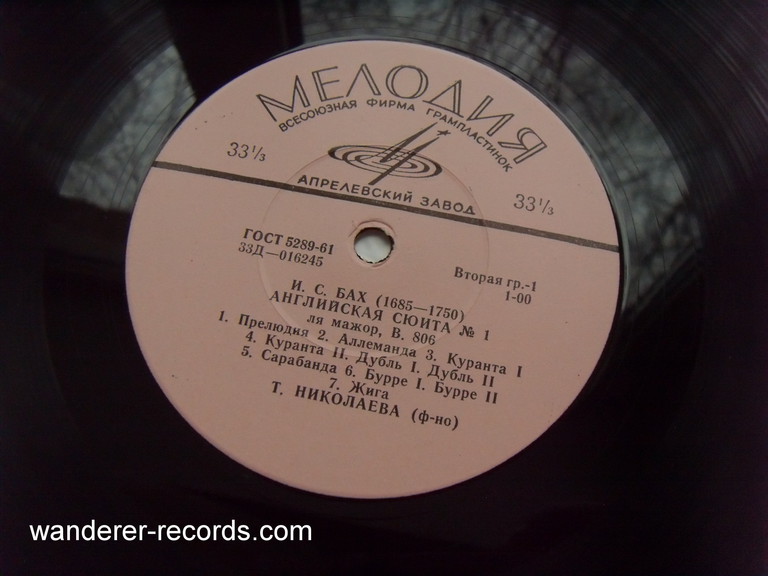 МЕЛОДИЯ
ВСЕСОЮЗНАЯ ФИРМА ГРАМПЛАСТИНОК
33⅓
АПРЕЛЕВСКИЙ ЗАВОД
33⅓
ГОСТ 5289-61
33Д—016245
Вторая гр.-1
1-00
И. С. БАХ (1685—1750)
АНГЛИЙСКАЯ СЮИТА № 1
ля мажор, В. 806
1. Прелюдия 2. Аллеманда 3. Куранта I
4. Куранта II. Дубль I. Дубль II
5. Сарабанда 6. Бурре I. Бурре II
7. Жига
Т. НИКОЛАЕВА (ф-но)
wanderer-records.com